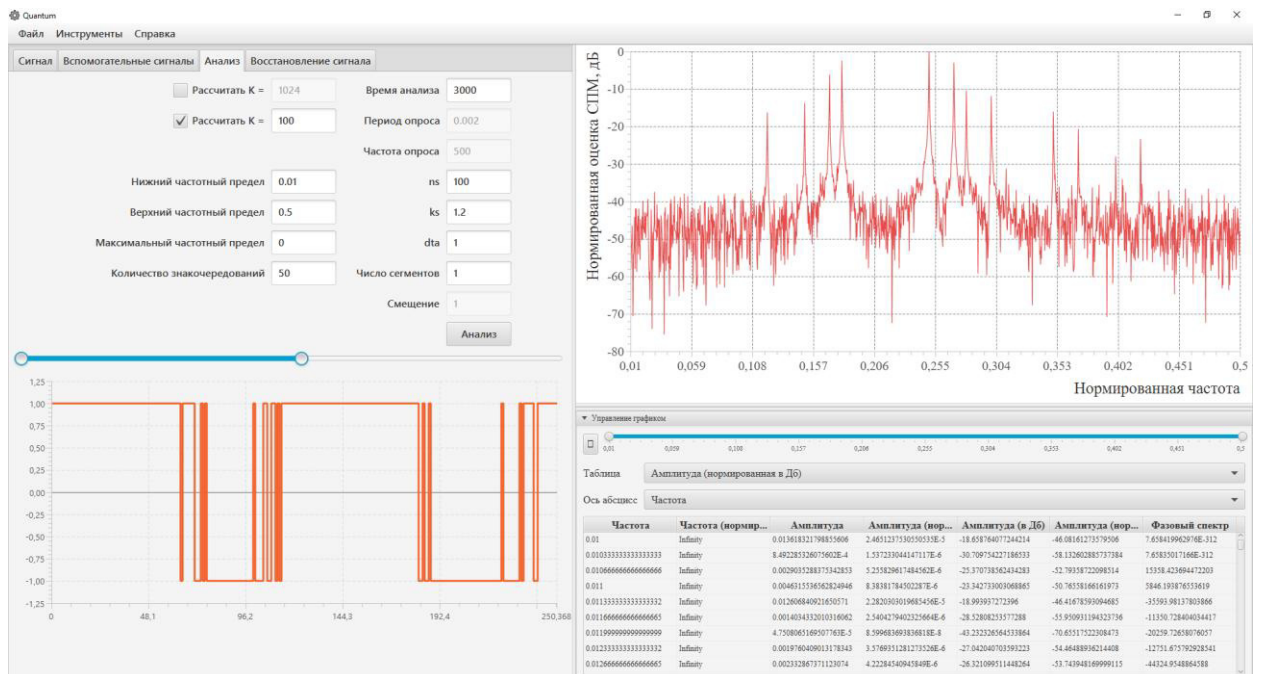 Quantum
Файл Инструменты Справка
Сигнал Вспомогательные сигналы Анализ Восстановление сигнала
Рассчитать K = 1024 Время анализа 3000
Рассчитать K = 100 Период опроса 0.002
Частота опроса 500
Нижний частотный предел 0.01 ns 100
Верхний частотный предел 0.5 ks 1.2
Максимальный частотный предел 0 dta 1
Количество знакочередований 50 Число сегментов 1
Смещение 1
Анализ
1,25
1,00
0,75
0,50
0,25
0,00
-0,25
-0,50
-0,75
-1,00
-1,25
0 48,1 96,2 144,3 192,4 250,368
Нормированная оценка СПМ, дБ
0
-10
-20
-30
-40
-50
-60
-70
-80
0,01 0,059 0,108 0,157 0,206 0,255 0,304 0,353 0,402 0,451 0,5
Нормированная частота
Управление графиком
0,01 0,059 0,108 0,157 0,206 0,255 0,304 0,353 0,402 0,451 0,5
Таблица Амплитуда (нормированная в Дб)
Ось абсцисс Частота
Частота Частота (нормир... Амплитуда Амплитуда (нор... Амплитуда (в Дб) Амплитуда (нор... Фазовый спектр
0.01 Infinity 0.013618321798855606 2.4651237530550535E-5 -18.658764077244214 -46.08161273579506 7.658419962976E-312
0.010333333333333333 Infinity 8.492285326075602E-4 1.537233044147117E-6 -30.709754227186533 -58.132602885737384 7.65835017166E-312
0.010666666666666666 Infinity 0.0029035288375342853 5.255829617484562E-6 -25.370738562434283 -52.79358722098514 15358.423694472203
0.011 Infinity 0.0046315536562824946 8.38381784502287E-6 -23.342733003068865 -50.76558166161973 5846.193876553619
0.011333333333333332 Infinity 0.012606840921650571 2.2820303019685456E-5 -18.993937272396 -46.41678593094685 -35593.98137803866
0.011666666666666665 Infinity 0.0014034332010316062 2.5404279402325664E-6 -28.52808253577288 -55.950931194323736 -11350.728404034417
0.011999999999999999 Infinity 4.7508065169507763E-5 8.599683693836818E-8 -43.232326564533864 -70.65517522308473 -20259.72658076057
0.012333333333333332 Infinity 0.0019760409013178343 3.5769351281273526E-6 -27.042040703593223 -54.46488936214408 -12751.675792928541
0.012666666666666665 Infinity 0.002332867371123074 4.22284540945849E-6 -26.321099511448264 -53.743948169999115 -44324.9548864588